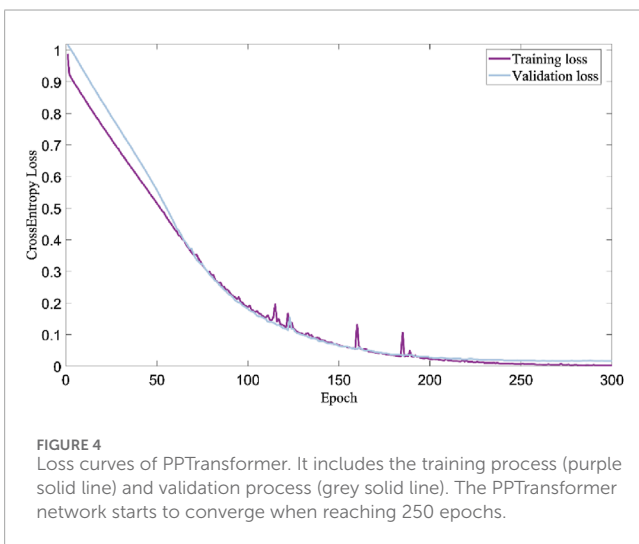 1
0.9
0.8
0.7
0.6
0.5
0.4
0.3
0.2
0.1
0
CrossEntropy Loss
Training loss
Validation loss
0 50 100 150 200 250 300
Epoch
FIGURE 4
Loss curves of PPTransformer. It includes the training process (purple
solid line) and validation process (grey solid line). The PPTransformer
network starts to converge when reaching 250 epochs.